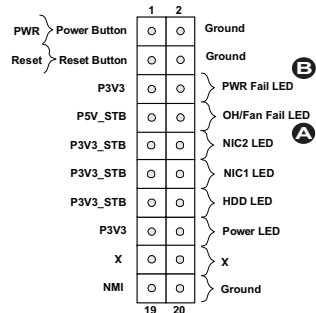 1 2
PWR Power Button Ground
Reset Reset Button Ground
B
P3V3 PWR Fail LED
P5V_STB OH/Fan Fail LED
A
P3V3_STB NIC2 LED
P3V3_STB NIC1 LED
P3V3_STB HDD LED
P3V3 Power LED
X X
NMI Ground
19 20